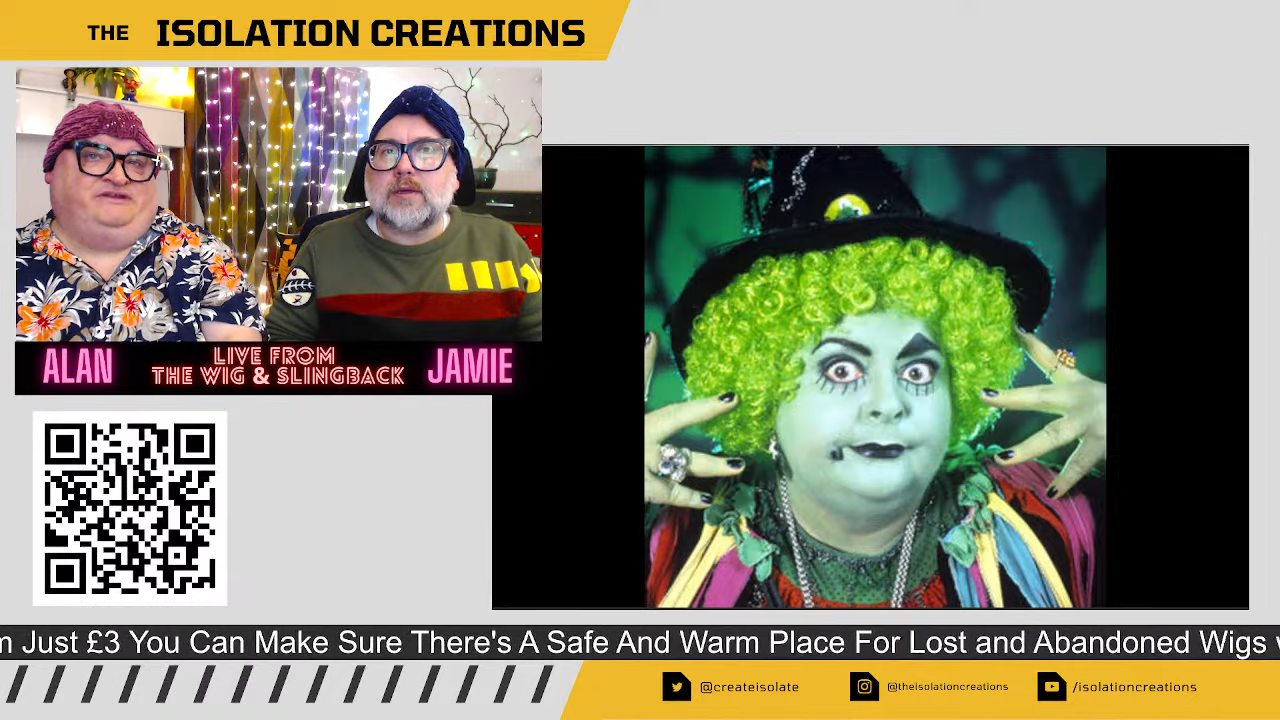 THE ISOLATION CREATIONS
ALAN
LIVE FROM
THE WIG & SLINGBACK
JAMIE
Just £3 You Can Make Sure There's A Safe And Warm Place For Lost and Abandoned Wigs
@createisolate
@theisolationcreations
/isolationcreations